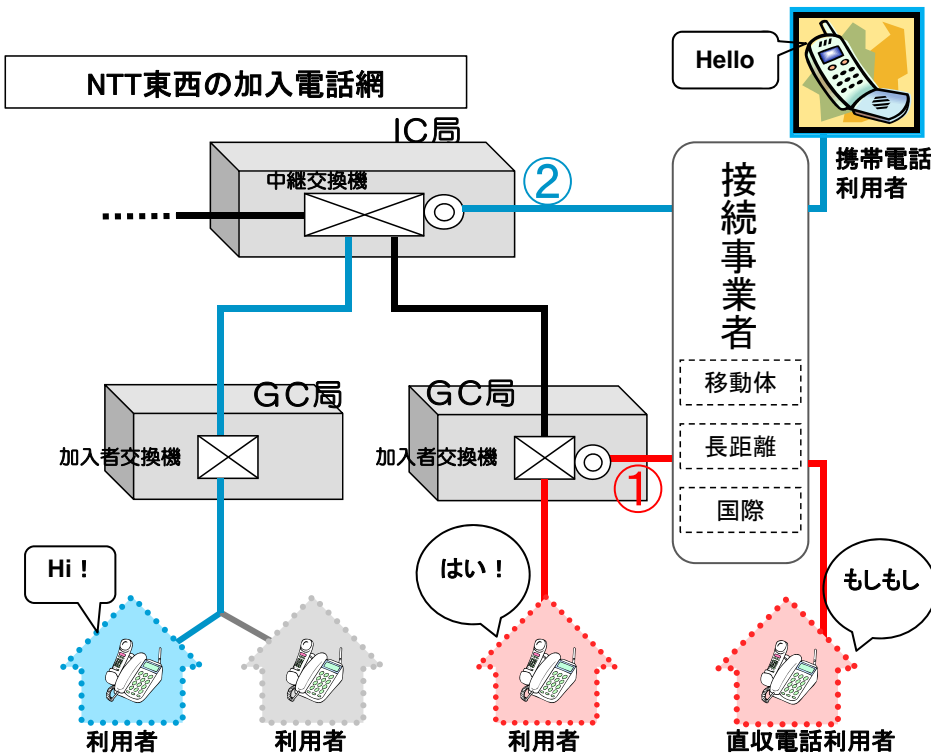 Hello
NTT東西の加入電話網
IC局
携帯電話
利用者
中継交換機
②
接続事業者
GC局
GC局
移動体
加入者交換機
加入者交換機
長距離
①
国際
Hi！
はい！
もしもし
利用者
利用者
利用者
直収電話利用者